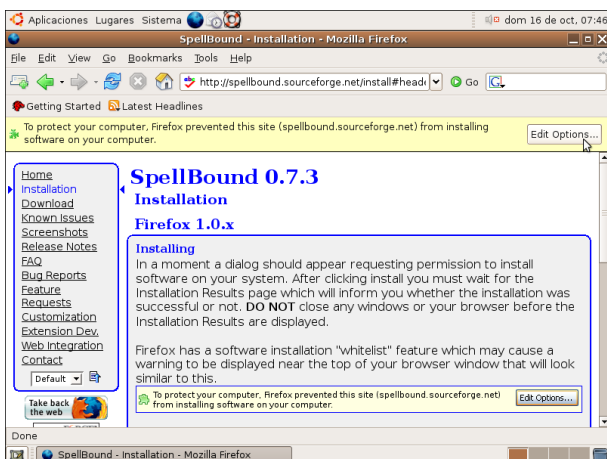 Aplicaciones Lugares Sistema
dom 16 de oct, 07:46
SpellBound - Installation - Mozilla Firefox
File Edit View Go Bookmarks Tools Help
http://spellbound.sourceforge.net/install#head
Go
Getting Started
Latest Headlines
To protect your computer, Firefox prevented this site (spellbound.sourceforge.net) from installing
software on your computer.
Edit Options...
Home
Installation
Download
Known Issues
Screenshots
Release Notes
FAQ
Bug Reports
Feature
Requests
Customization
Extension Dev.
Web Integration
Contact
Default
Take back
the web
SpellBound 0.7.3
Installation
Firefox 1.0.x
Installing
In a moment a dialog should appear requesting permission to install
software on your system. After clicking install you must wait for the
Installation Results page which will inform you whether the installation was
successful or not. DO NOT close any windows or your browser before the
Installation Results are displayed.
Firefox has a software installation "whitelist" feature which may cause a
warning to be displayed near the top of your browser window that will look
similar to this.
To protect your computer, Firefox prevented this site (spellbound.sourceforge.net)
from installing software on your computer.
Edit Options...
Done
SpellBound - Installation - Mozilla Firefox